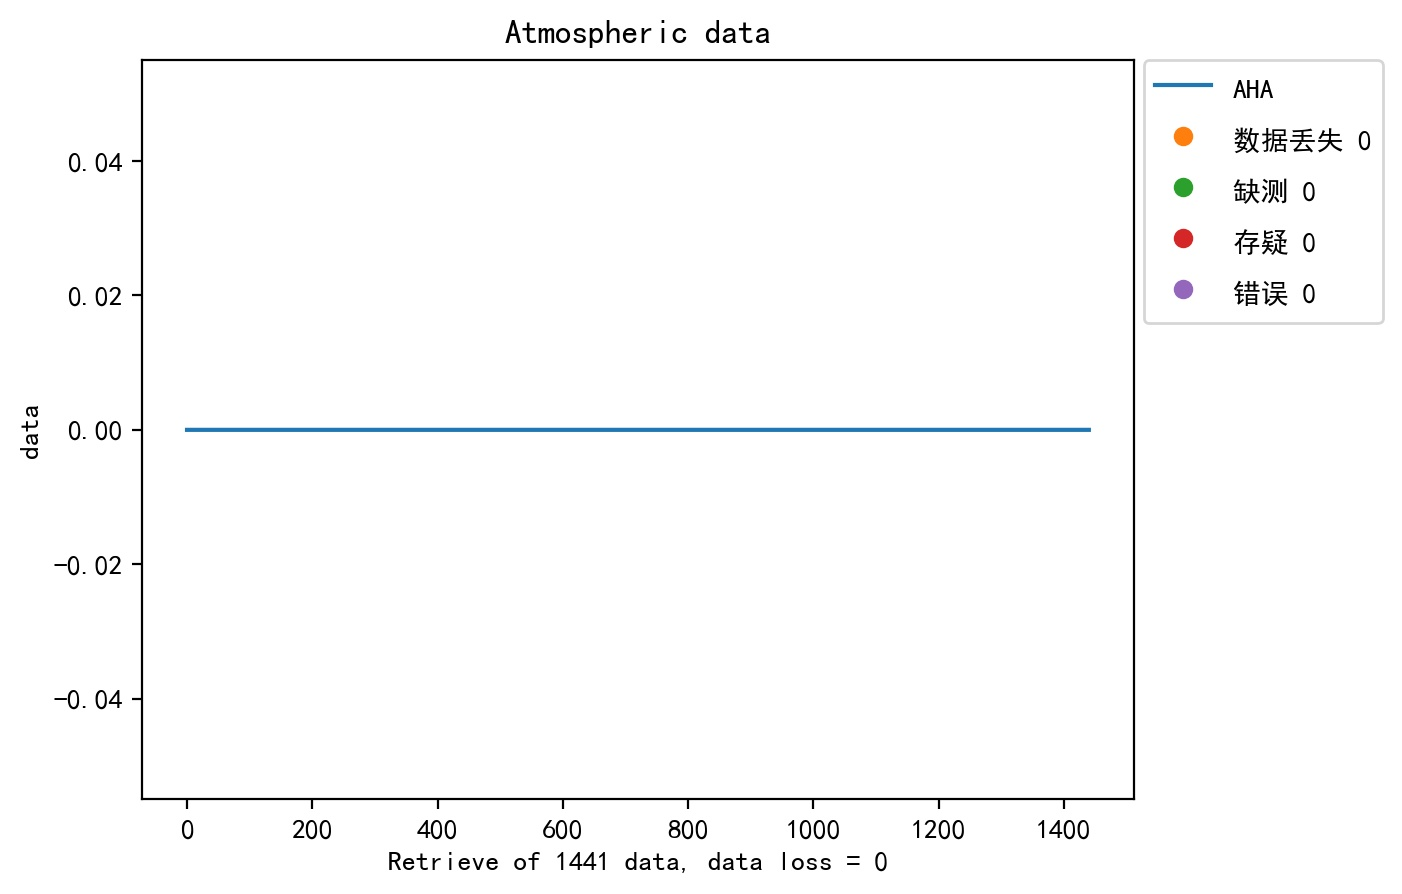 Atmospheric data
AHA
数据丢失 0
缺测 0
存疑 0
错误 0
0.04
0.02
0.00
−0.02
−0.04
data
0 200 400 600 800 1000 1200 1400
Retrieve of 1441 data, data loss = 0